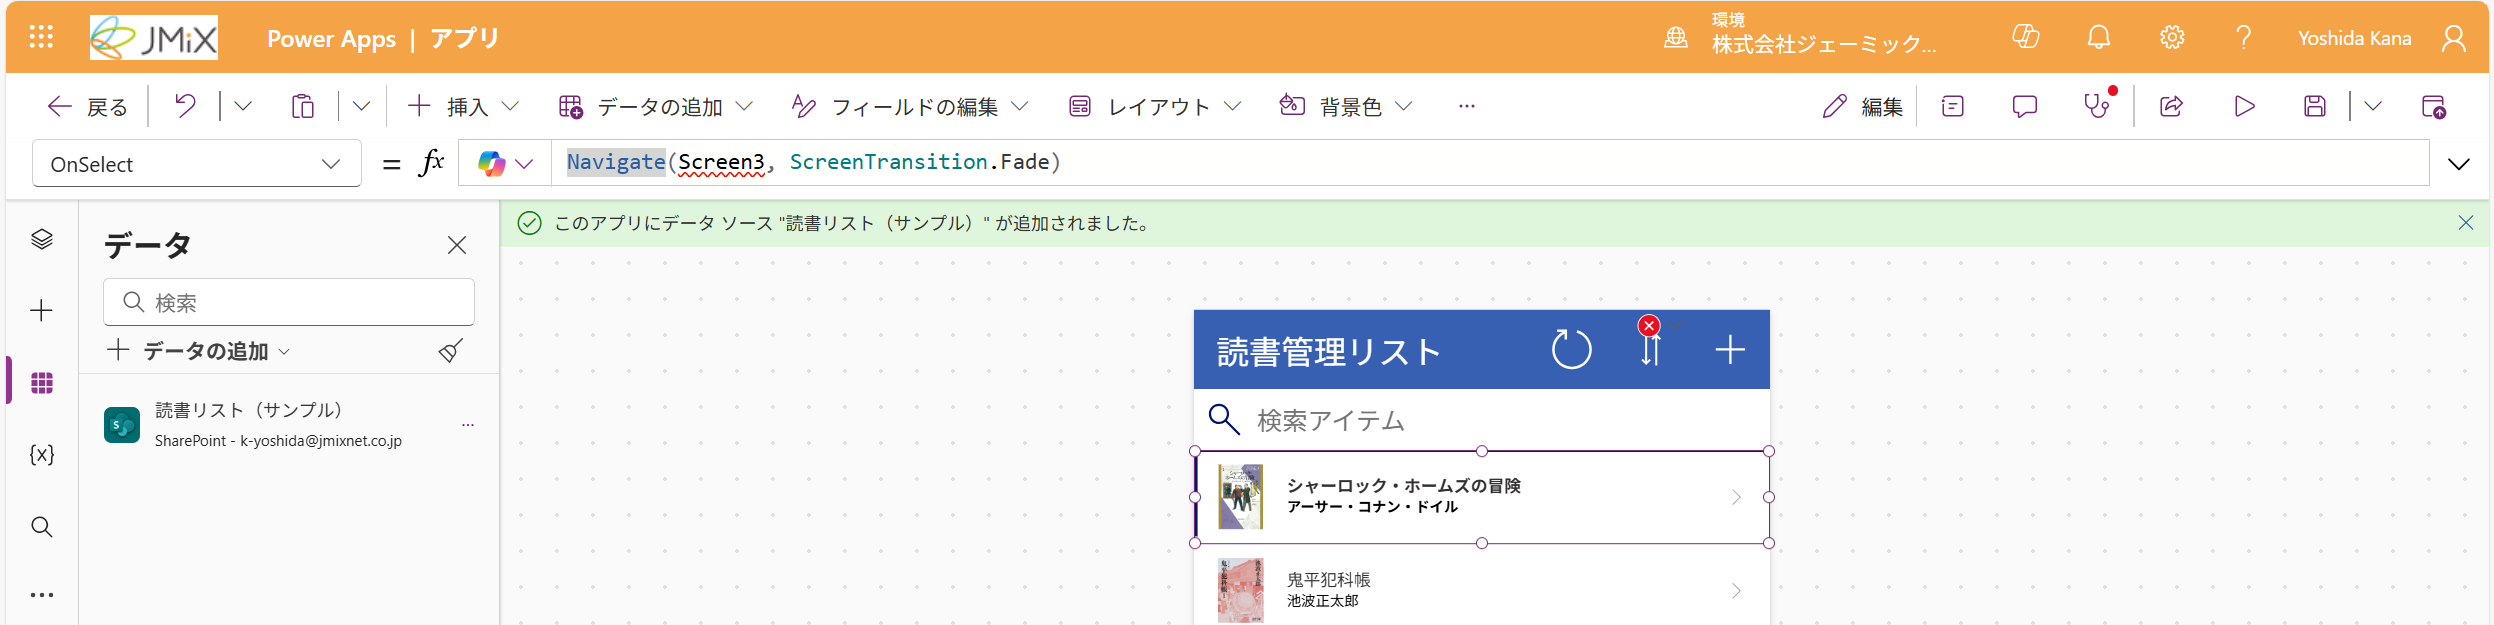 JMiX
Power Apps | アプリ
環境
株式会社ジェーミック...
Yoshida Kana
戻る
挿入
データの追加
フィールドの編集
レイアウト
背景色
編集
OnSelect
= fx
Navigate(Screen3, ScreenTransition.Fade)
データ
検索
データの追加
読書リスト（サンプル）
SharePoint - k-yoshida@jmixnet.co.jp
このアプリにデータ ソース "読書リスト（サンプル）" が追加されました。
読書管理リスト
検索アイテム
シャーロック・ホームズの冒険
アーサー・コナン・ドイル
鬼平犯科帳
池波正太郎